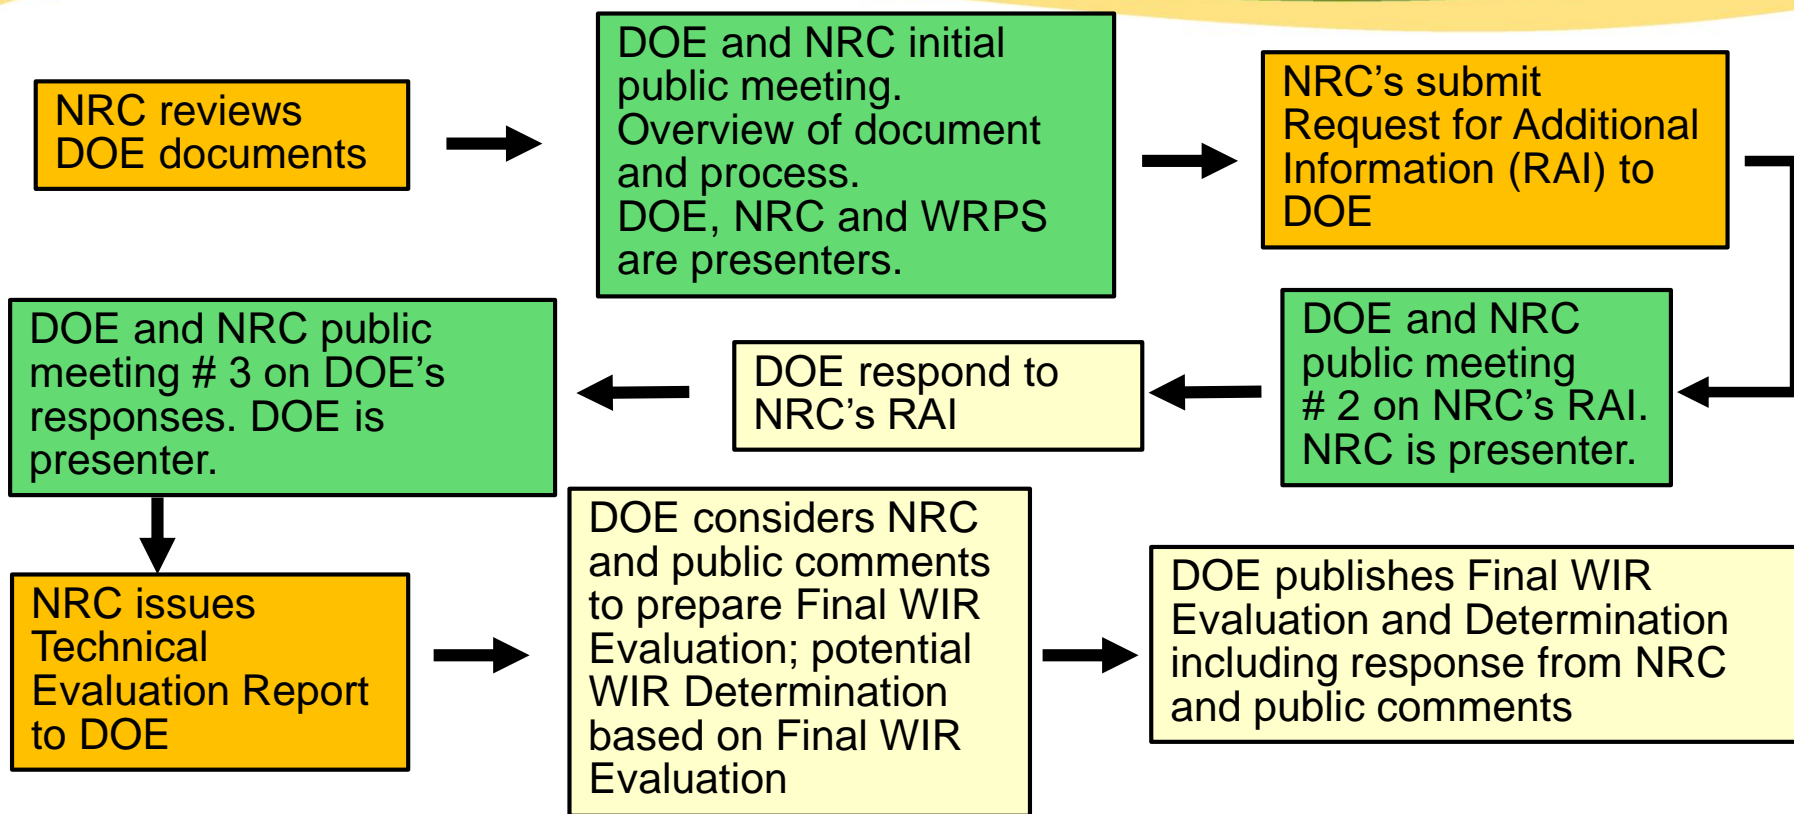 NRC reviews
DOE documents
DOE and NRC initial
public meeting.
Overview of document
and process.
DOE, NRC and WRPS
are presenters.
NRC’s submit
Request for Additional
Information (RAI) to
DOE
DOE and NRC
public meeting
# 2 on NRC’s RAI.
NRC is presenter.
DOE respond to
NRC’s RAI
DOE and NRC public
meeting # 3 on DOE’s
responses. DOE is
presenter.
NRC issues
Technical
Evaluation Report
to DOE
DOE considers NRC
and public comments
to prepare Final WIR
Evaluation; potential
WIR Determination
based on Final WIR
Evaluation
DOE publishes Final WIR
Evaluation and Determination
including response from NRC
and public comments